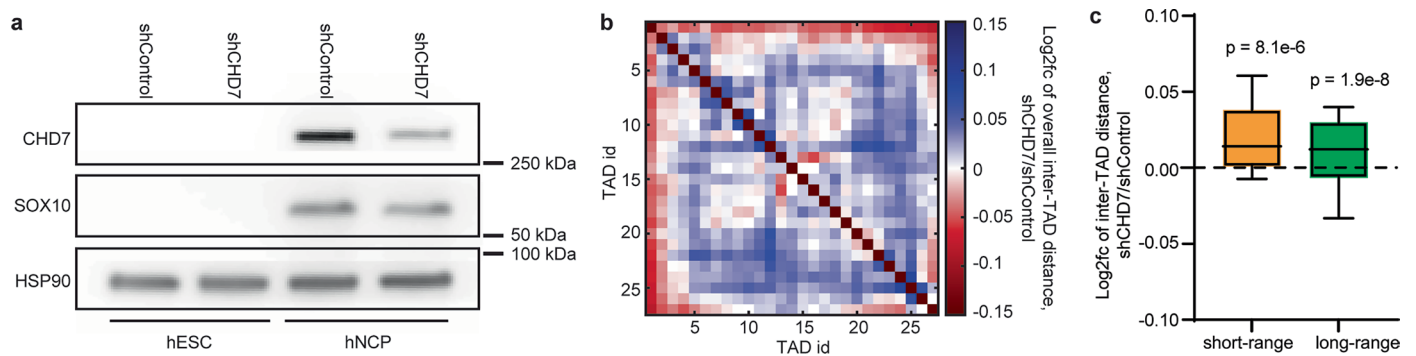 a
shControl
shCHD7
shControl
shCHD7
CHD7
250 kDa
SOX10
50 kDa
100 kDa
HSP90
hESC
hNCP
b
TAD id
5
10
15
20
25
5
10
15
20
25
TAD id
0.15
0.1
0.05
0
-0.05
-0.1
-0.15
Log2fc of overall inter-TAD distance,
shCHD7/shControl
c
Log2fc of inter-TAD distance,
shCHD7/shControl
0.10
0.05
0.00
-0.05
-0.10
p = 8.1e-6
p = 1.9e-8
short-range
long-range